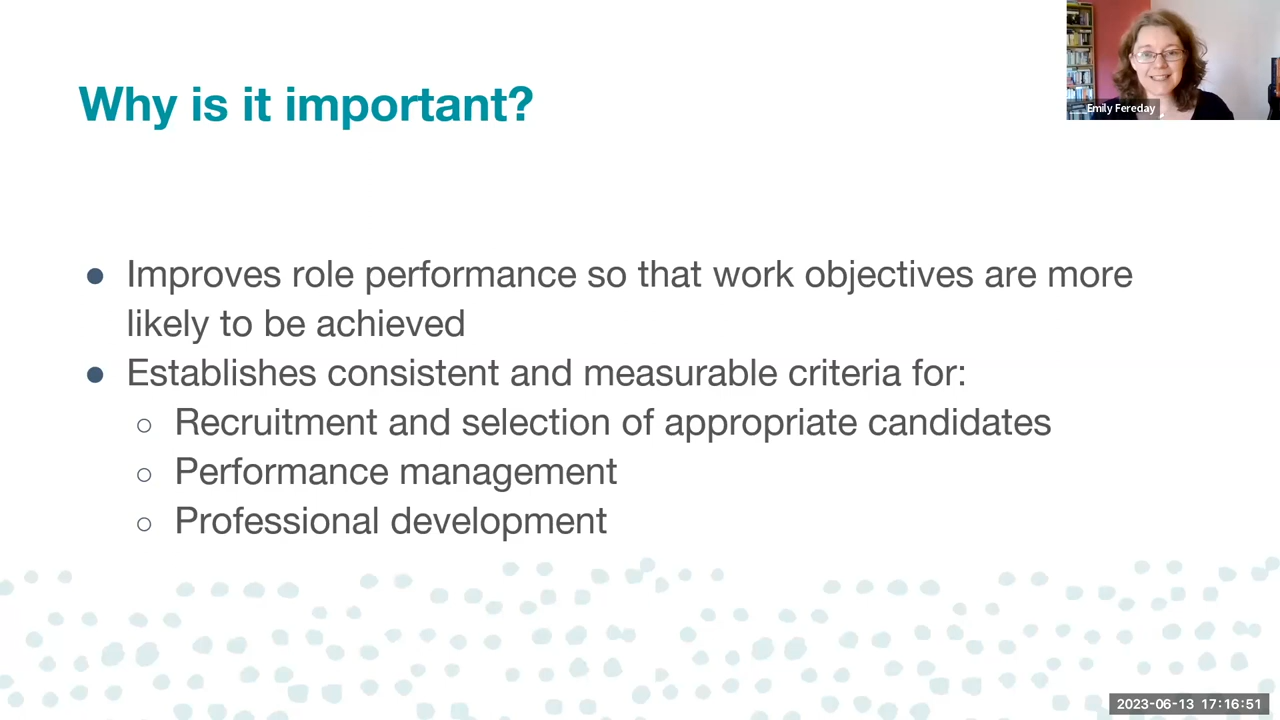 Why is it important?
Emily Fereday
● Improves role performance so that work objectives are more
likely to be achieved
● Establishes consistent and measurable criteria for:
○ Recruitment and selection of appropriate candidates
○ Performance management
○ Professional development
2023-06-13 17:16:51